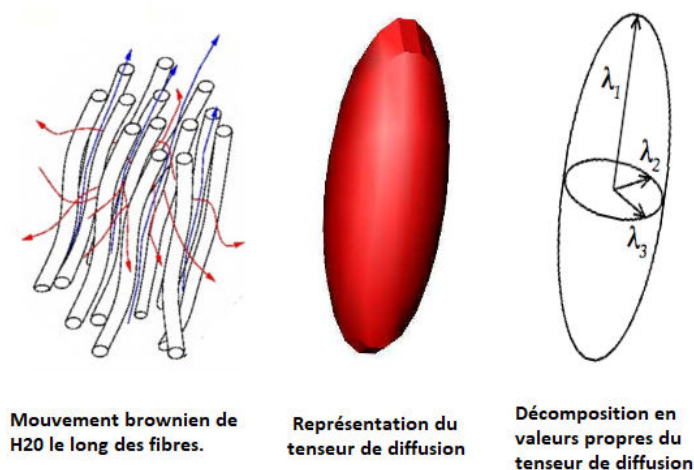 λ1
λ2
λ3
Mouvement brownien de
H20 le long des fibres.
Représentation du
tenseur de diffusion
Décomposition en
valeurs propres du
tenseur de diffusion